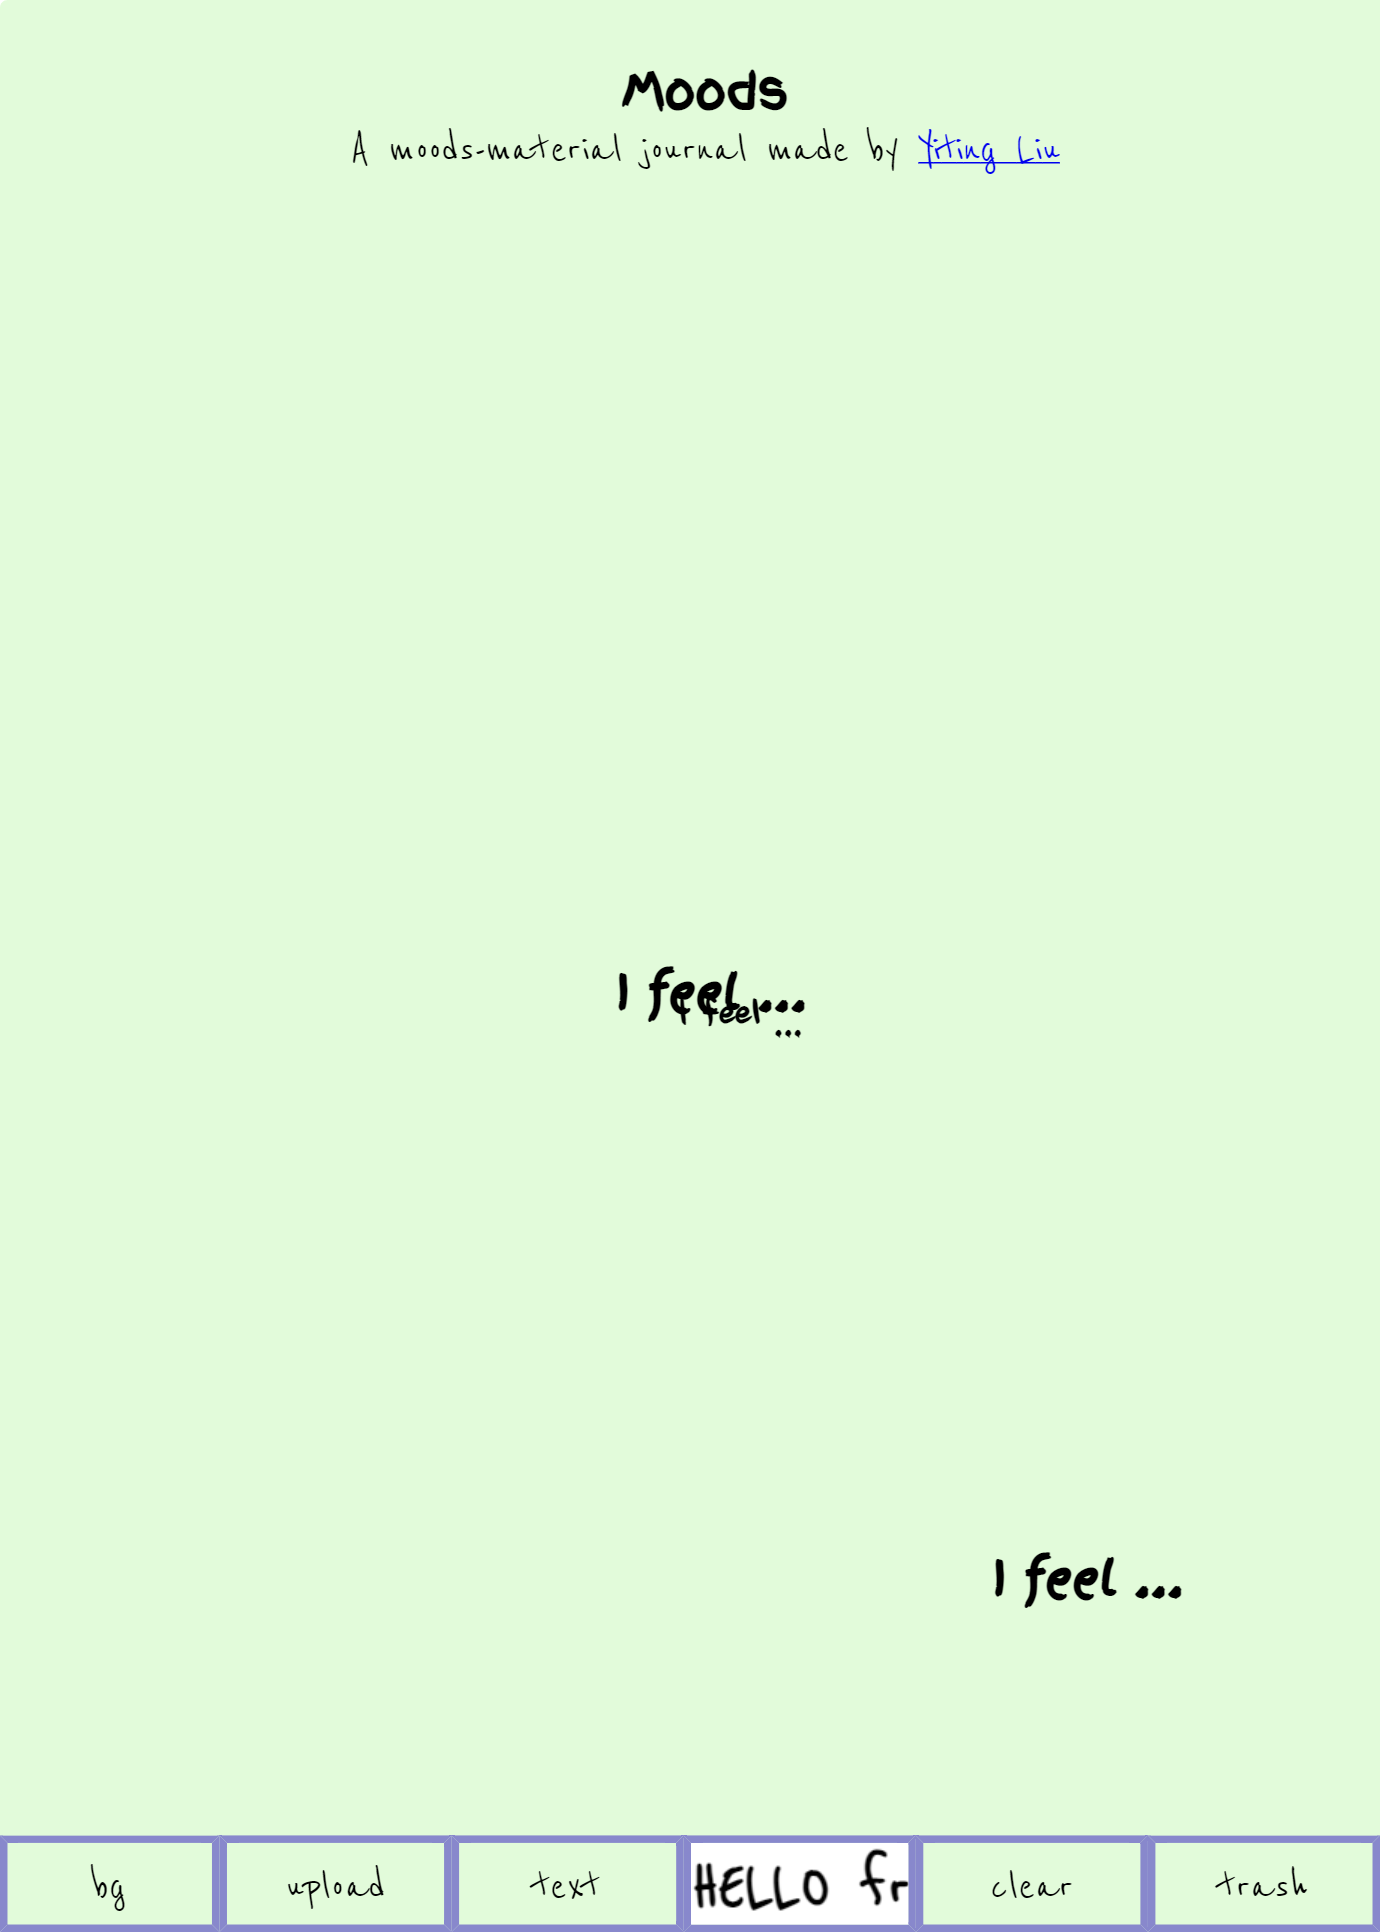 Moods
A moods-material journal made by Yiting Liu
I feel ...
I feel
...
I feel ...
bg
upload
text
HELLO fr
clear
trash